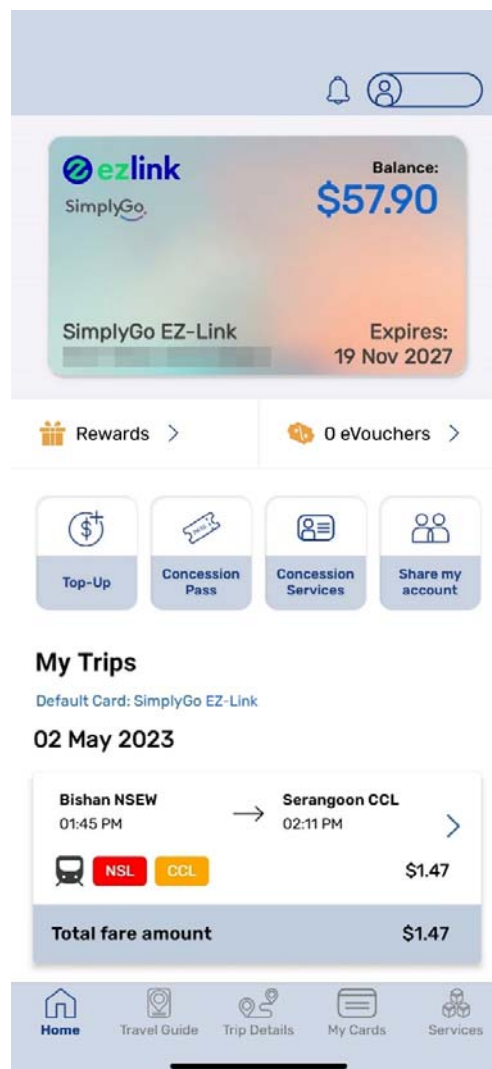 ezlink
SimplyGo.
Balance:
$57.90
SimplyGo EZ-Link
Expires:
19 Nov 2027
Rewards >
0 eVouchers >
Top-Up
Concession
Pass
Concession
Services
Share my
account
My Trips
Default Card: SimplyGo EZ-Link
02 May 2023
Bishan NSEW → Serangoon CCL
01:45 PM 02:11 PM
NSL CCL $1.47
Total fare amount $1.47
Home Travel Guide Trip Details My Cards Services